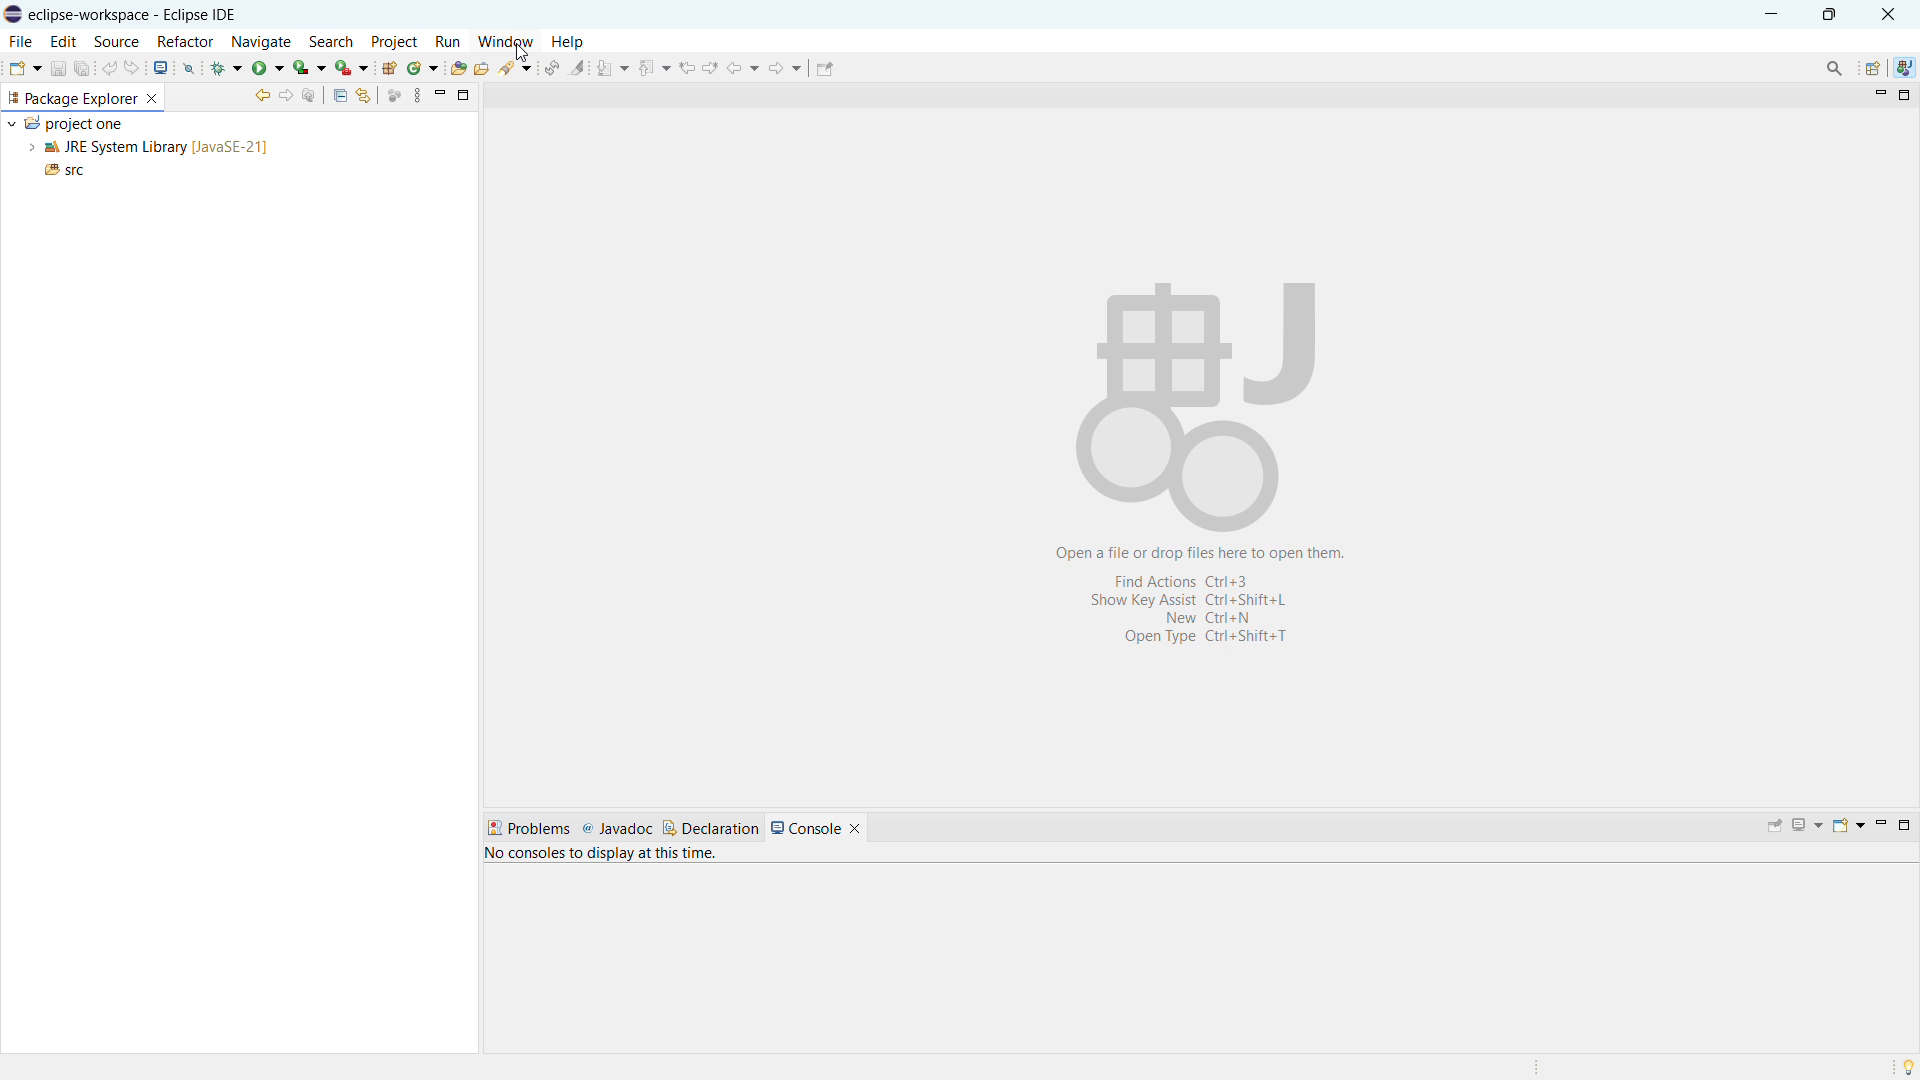 eclipse-workspace - Eclipse IDE
File Edit Source Refactor Navigate Search Project Run Window Help
Package Explorer
project one
JRE System Library [JavaSE-21]
src
Open a file or drop files here to open them.
Find Actions Ctrl+3
Show Key Assist Ctrl+Shift+L
New Ctrl+N
Open Type Ctrl+Shift+T
Problems @ Javadoc Declaration Console
No consoles to display at this time.